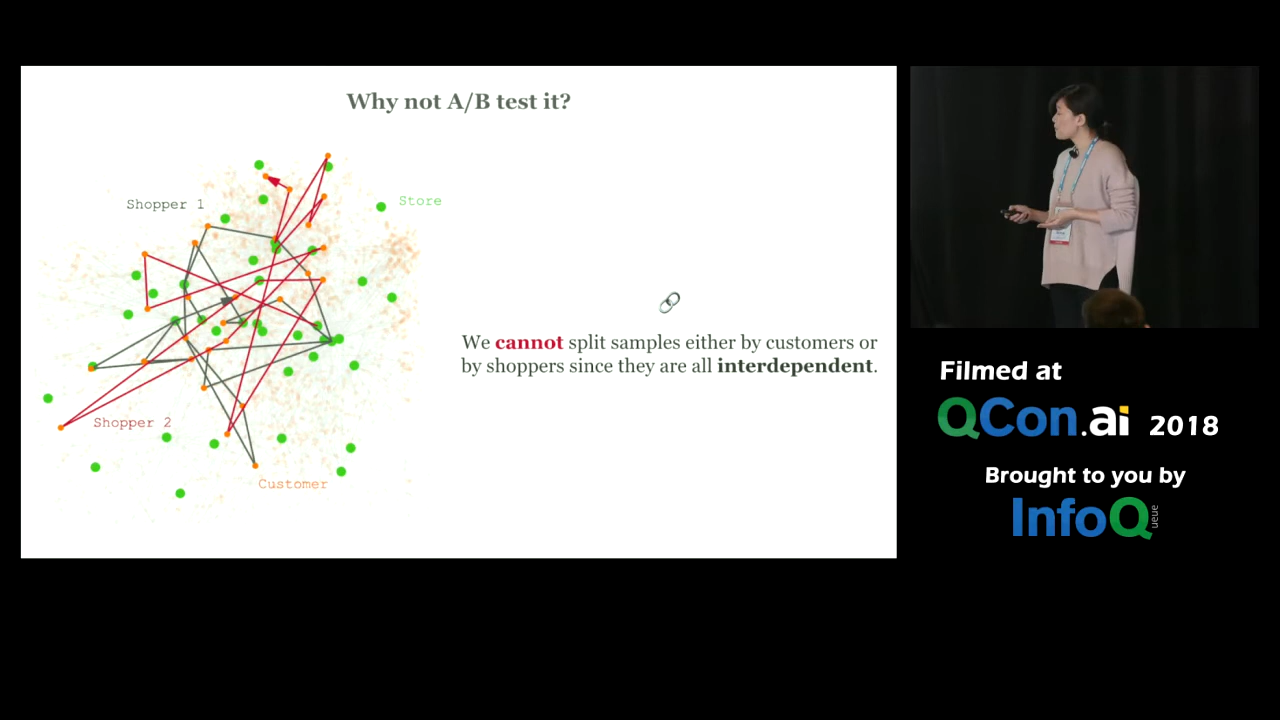 Why not A/B test it?
Shopper 1
Store
We cannot split samples either by customers or
by shoppers since they are all interdependent.
Shopper 2
Customer
Filmed at
QCon.ai 2018
Brought to you by
InfoQueue